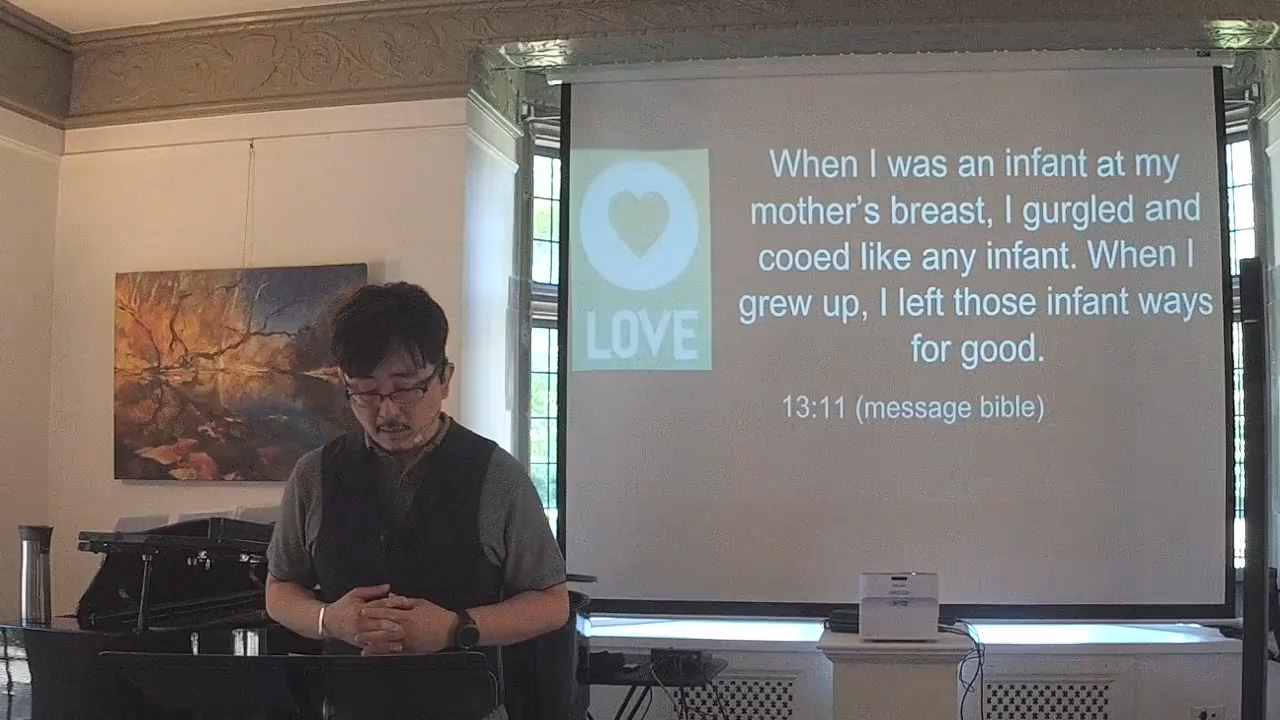 LOVE
When I was an infant at my
mother's breast, I gurgled and
cooed like any infant. When I
grew up, I left those infant ways
for good.
13:11 (message bible)